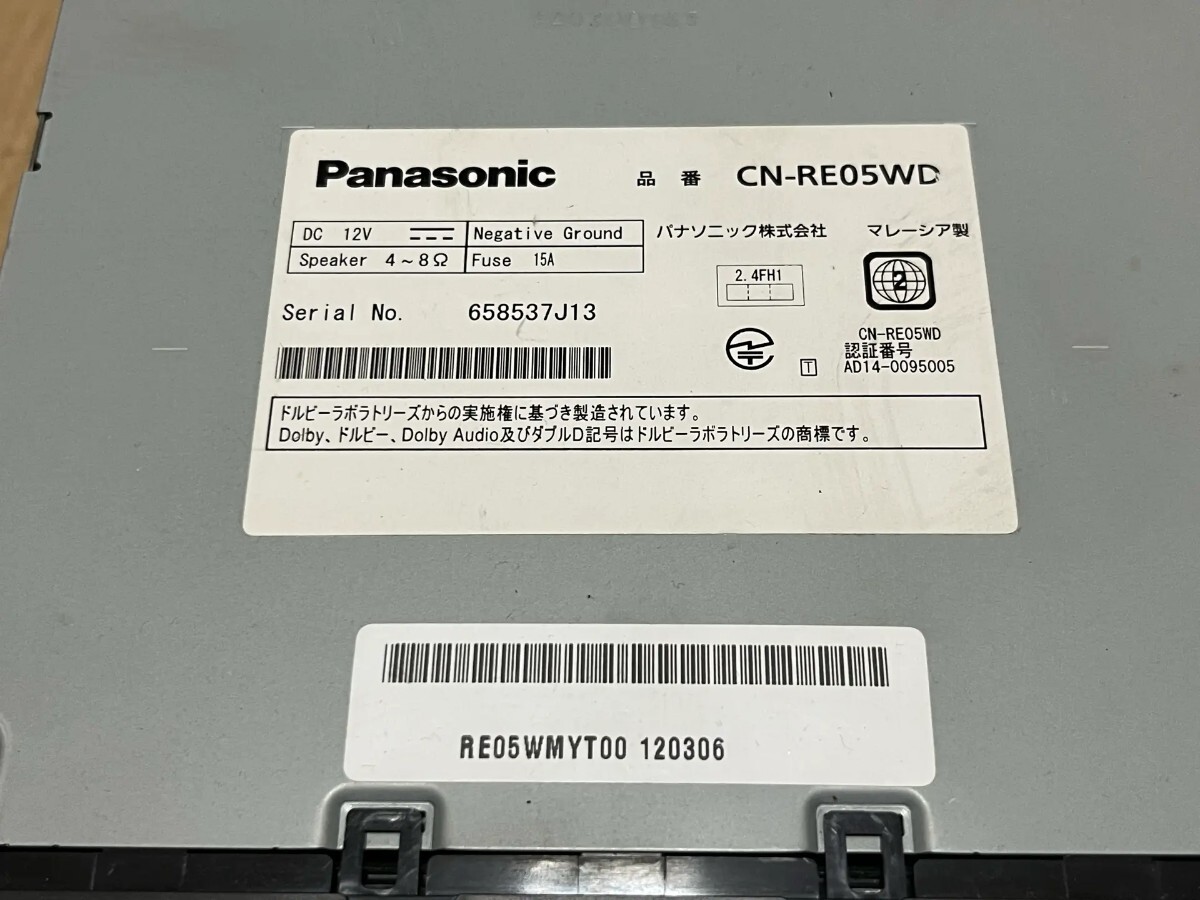 Panasonic 品番 CN-RE05WD
DC 12V Negative Ground
Speaker 4~8Ω Fuse 15A
パナソニック株式会社 マレーシア製
2.4FH1
2
Serial No. 658537J13
CN-RE05WD
認証番号
T AD14-0095005
ドルビーラボラトリーズからの実施権に基づき製造されています。
Dolby、ドルビー、Dolby Audio及びダブルD記号はドルビーラボラトリーズの商標です。
RE05WMYT00 120306